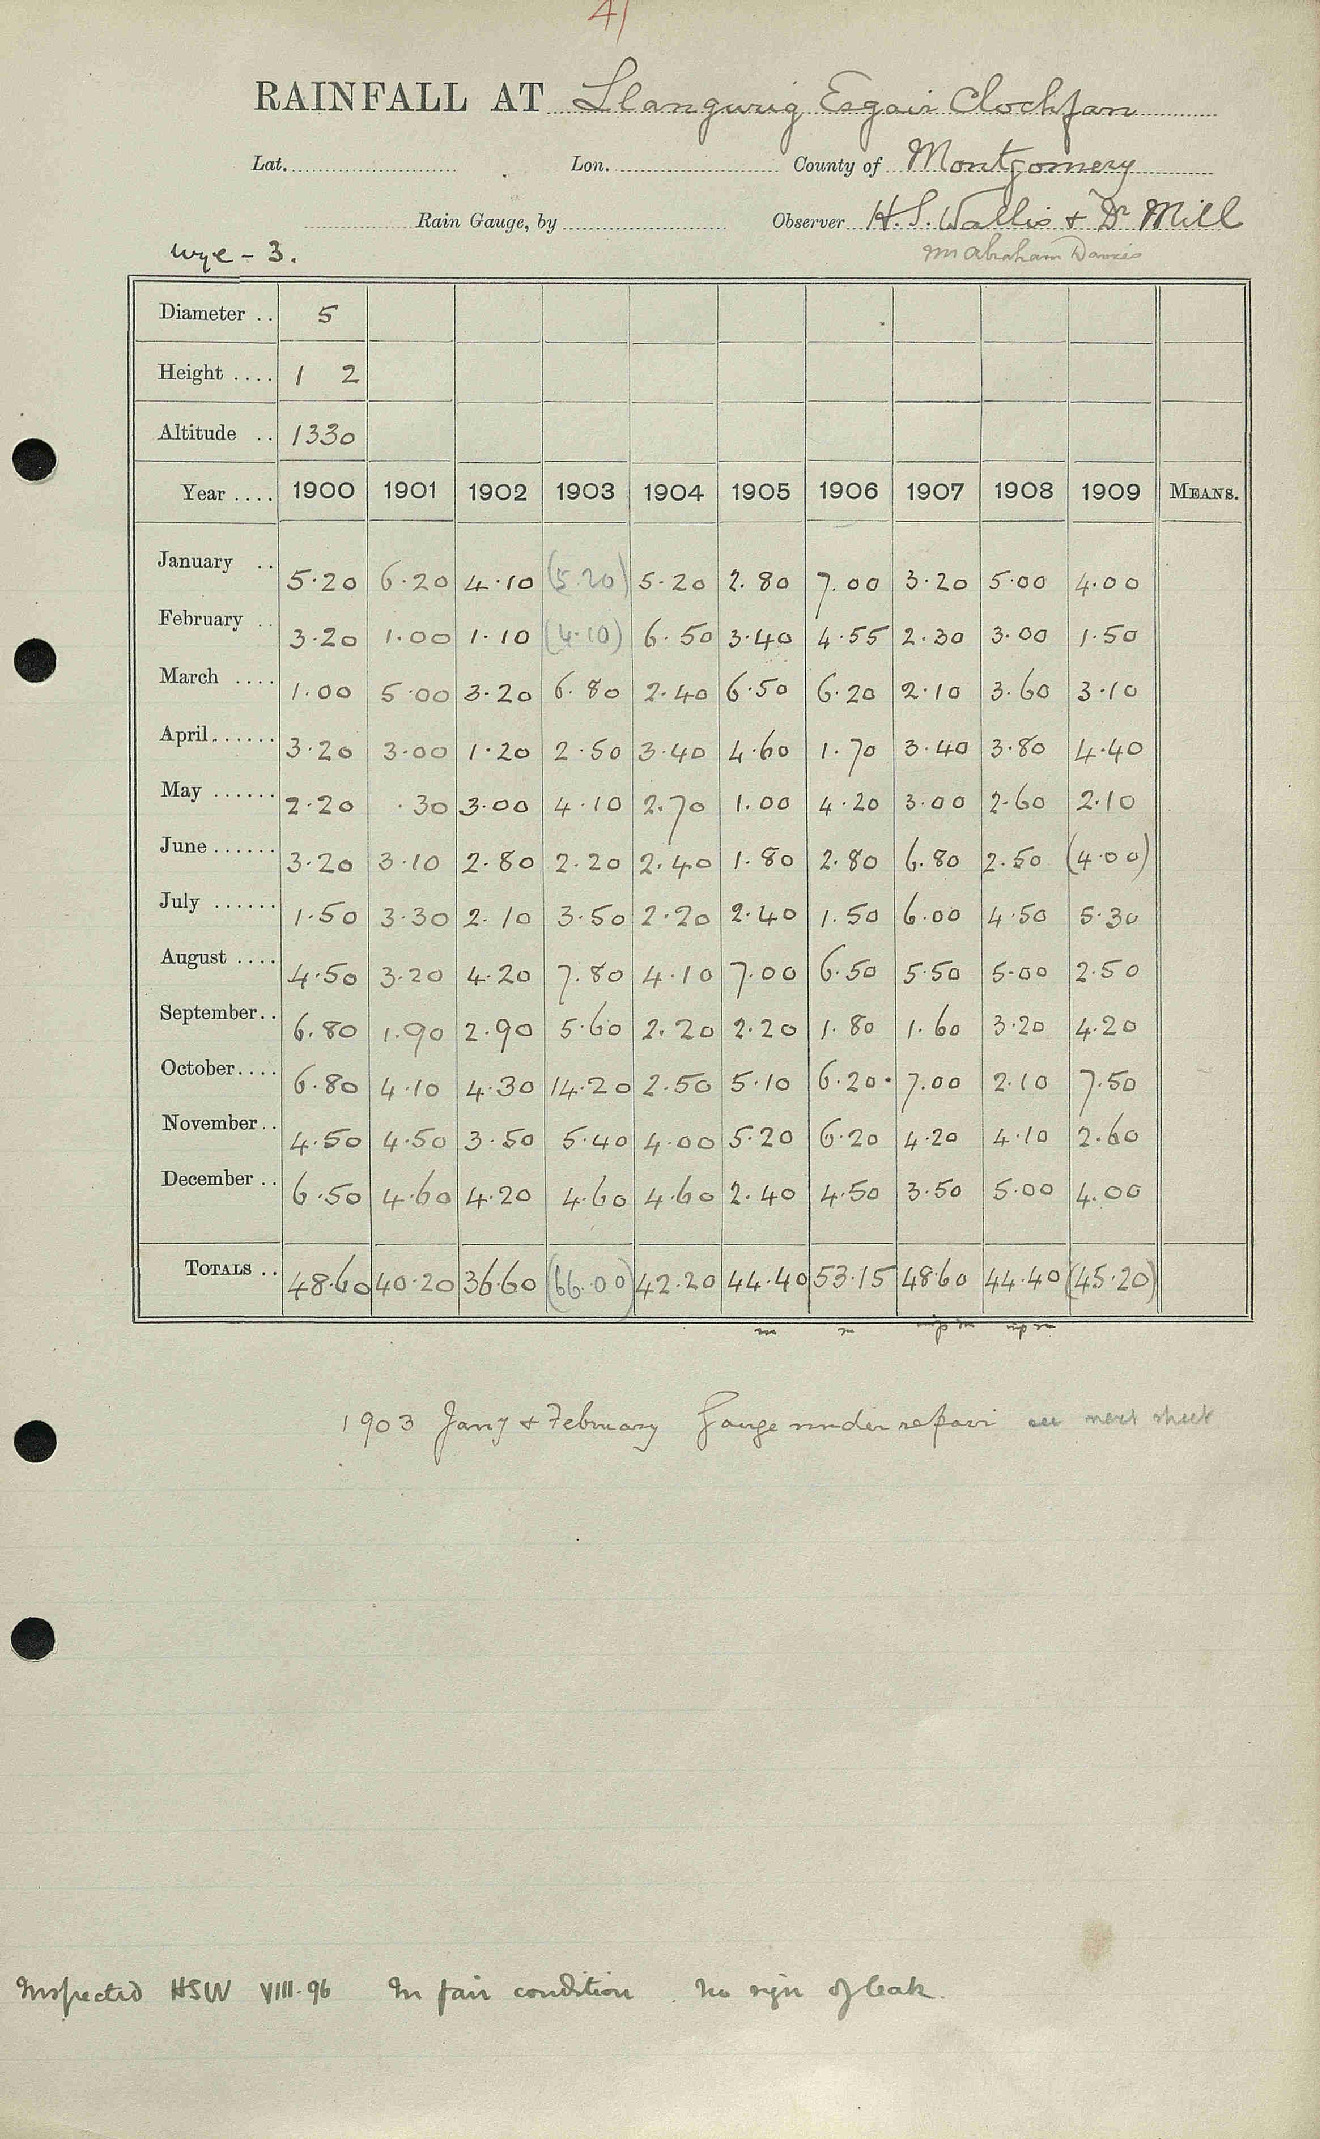 41
RAINFALL AT Llangurig Esgair Clochfan
Lat. Lon. County of Montgomery
Rain Gauge, by Observer H.S. Wallis & Dr Mill
Wye - 3. Mr Abraham Davies
Diameter .. 5
Height .... 1 2
Altitude .. 1330
Year .... 1900 1901 1902 1903 1904 1905 1906 1907 1908 1909 MEANS.
January .. 5.20 6.20 4.10 (5.20) 5.20 2.80 7.00 3.20 5.00 4.00
February .. 3.20 1.00 1.10 (4.10) 6.50 3.40 4.55 2.30 3.00 1.50
March .... 1.00 5.00 3.20 6.80 2.40 6.50 6.20 2.10 3.60 3.10
April...... 3.20 3.00 1.20 2.50 3.40 4.60 1.70 3.40 3.80 4.40
May ...... 2.20 .30 3.00 4.10 2.70 1.00 4.20 3.00 2.60 2.10
June ...... 3.20 3.10 2.80 2.20 2.40 1.80 2.80 6.80 2.50 (4.00)
July ...... 1.50 3.30 2.10 3.50 2.20 2.40 1.50 6.00 4.50 5.30
August .... 4.50 3.20 4.20 7.80 4.10 7.00 6.50 5.50 5.00 2.50
September.. 6.80 1.90 2.90 5.60 2.20 2.20 1.80 1.60 3.20 4.20
October.... 6.80 4.10 4.30 14.20 2.50 5.10 6.20. 7.00 2.10 7.50
November.. 4.50 4.50 3.50 5.40 4.00 5.20 6.20 4.20 4.10 2.60
December .. 6.50 4.60 4.20 4.60 4.60 2.40 4.50 3.50 5.00 4.00
TOTALS .. 48.60 40.20 36.60 (66.00) 42.20 44.40 53.15 48.60 44.40 (45.20)
1903 Jany & February Gauge under repair see next sheet
Inspected HSW VIII.96 In fair condition. No sign of leak.